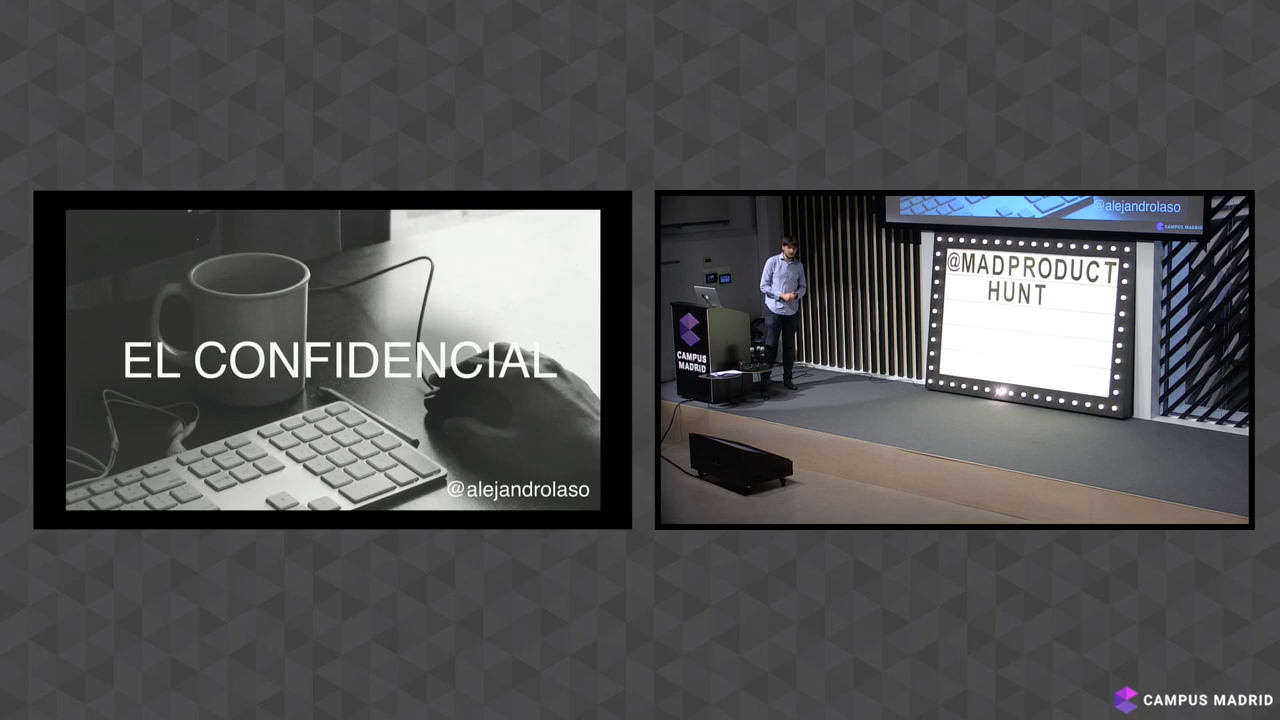 EL CONFIDENCIAL
@alejandrolaso
@alejandrolaso
CAMPUS MADRID
@MADPRODUCT
HUNT
CAMPUS
MADRID
CAMPUS MADRID